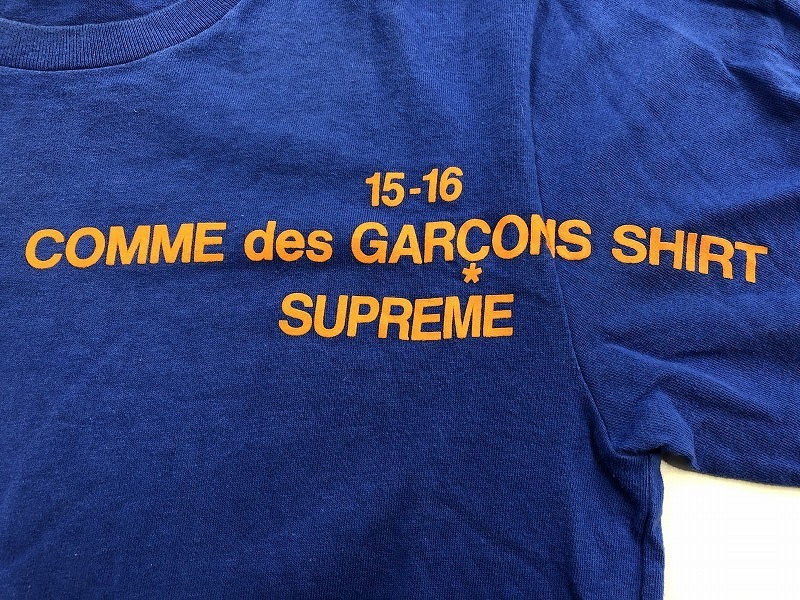 15-16
COMME des GARÇONS SHIRT
*
SUPREME